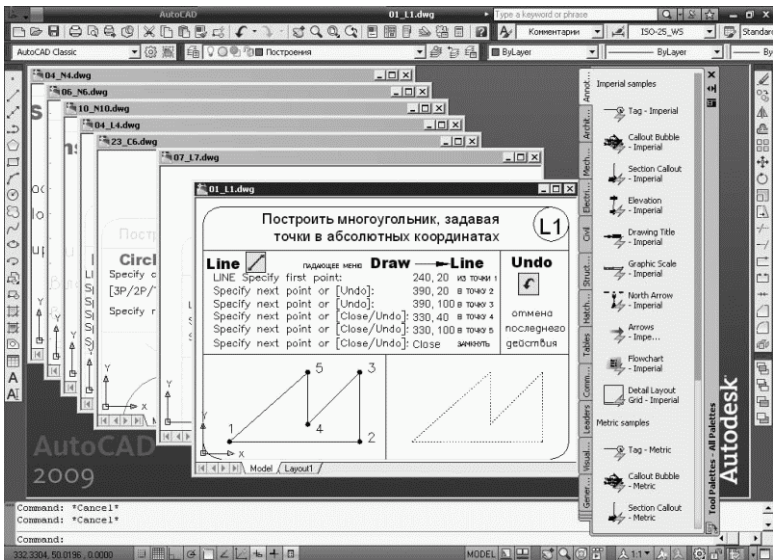 AutoCAD 01_L1.dwg Type a keyword or phrase
Комментарии ISO-25_WS Standard
AutoCAD Classic Построения ByLayer ByLayer
04_N4.dwg
06_N6.dwg
10_N10.dwg
04_L4.dwg
23_C6.dwg
07_L7.dwg
01_L1.dwg
Circl
Specify c
[3P/2P/
Specify r
Построить многоугольник, задавая
точки в абсолютных координатах
L1
Line падающее меню Draw Line Undo
LINE Specify first point: 240, 20 из точки 1
Specify next point or [Undo]: 390, 20 в точку 2
Specify next point or [Undo]: 390, 100 в точку 3
Specify next point or [Close/Undo]: 330, 40 в точку 4
Specify next point or [Close/Undo]: 330, 100 в точку 5
Specify next point or [Close/Undo]: Close замкнуть
отмена
последнего
действия
1 2 3 4 5
Y X
Model Layout1
AutoCAD
2009
Autodesk
Annot...
Archit...
Mech...
Electri...
Civil
Struct...
Hatch...
Tables
Comm...
Leaders
Visual...
Gener...
Imperial samples
Tag - Imperial
Callout Bubble
- Imperial
Section Callout
- Imperial
Elevation
- Imperial
Drawing Title
- Imperial
Graphic Scale
- Imperial
North Arrow
- Imperial
Arrows
- Impe...
Flowchart
- Imperial
Detail Layout
Grid - Imperial
Metric samples
Tag - Metric
Callout Bubble
- Metric
Section Callout
- Metric
Tool Palettes - All Palettes
Command: *Cancel*
Command: *Cancel*
Command:
332.3304, 50.0196, 0.0000 MODEL 1:1